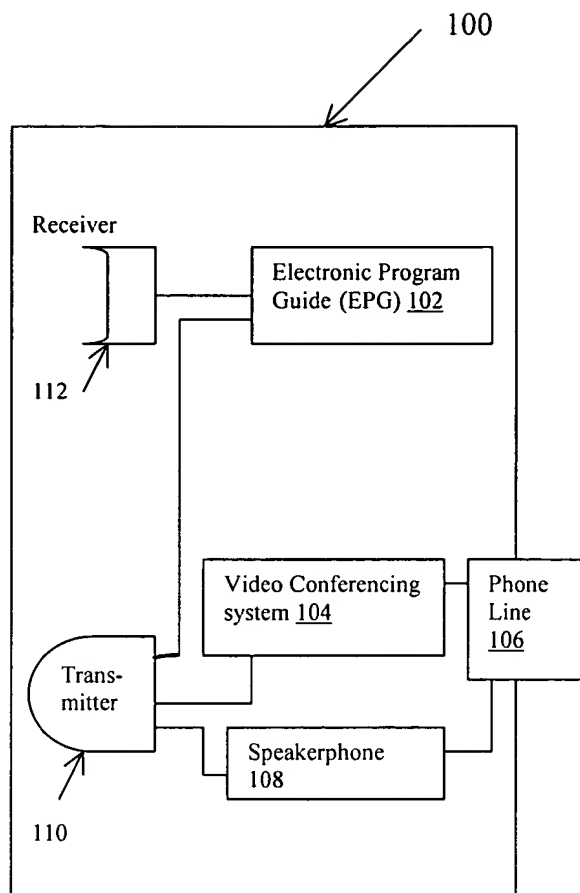 100
Receiver
Electronic Program
Guide (EPG) 102
112
Video Conferencing
system 104
Phone
Line
106
Trans-
mitter
Speakerphone
108
110